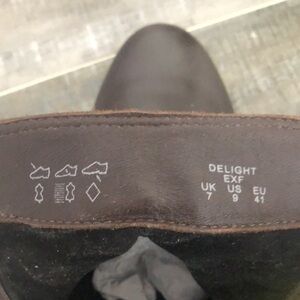 DELIGHT
EXF
UK US EU
7 9 41